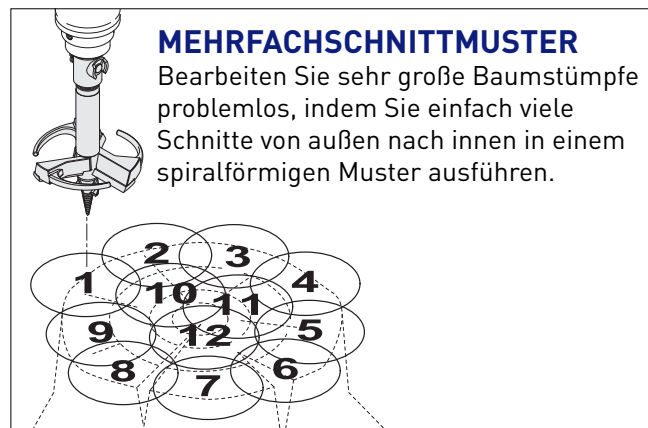 MEHRFACHSCHNITTMUSTER
Bearbeiten Sie sehr große Baumstümpfe
problemlos, indem Sie einfach viele
Schnitte von außen nach innen in einem
spiralförmigen Muster ausführen.
2 3
1 10 11 4
9 12 5
8 7 6